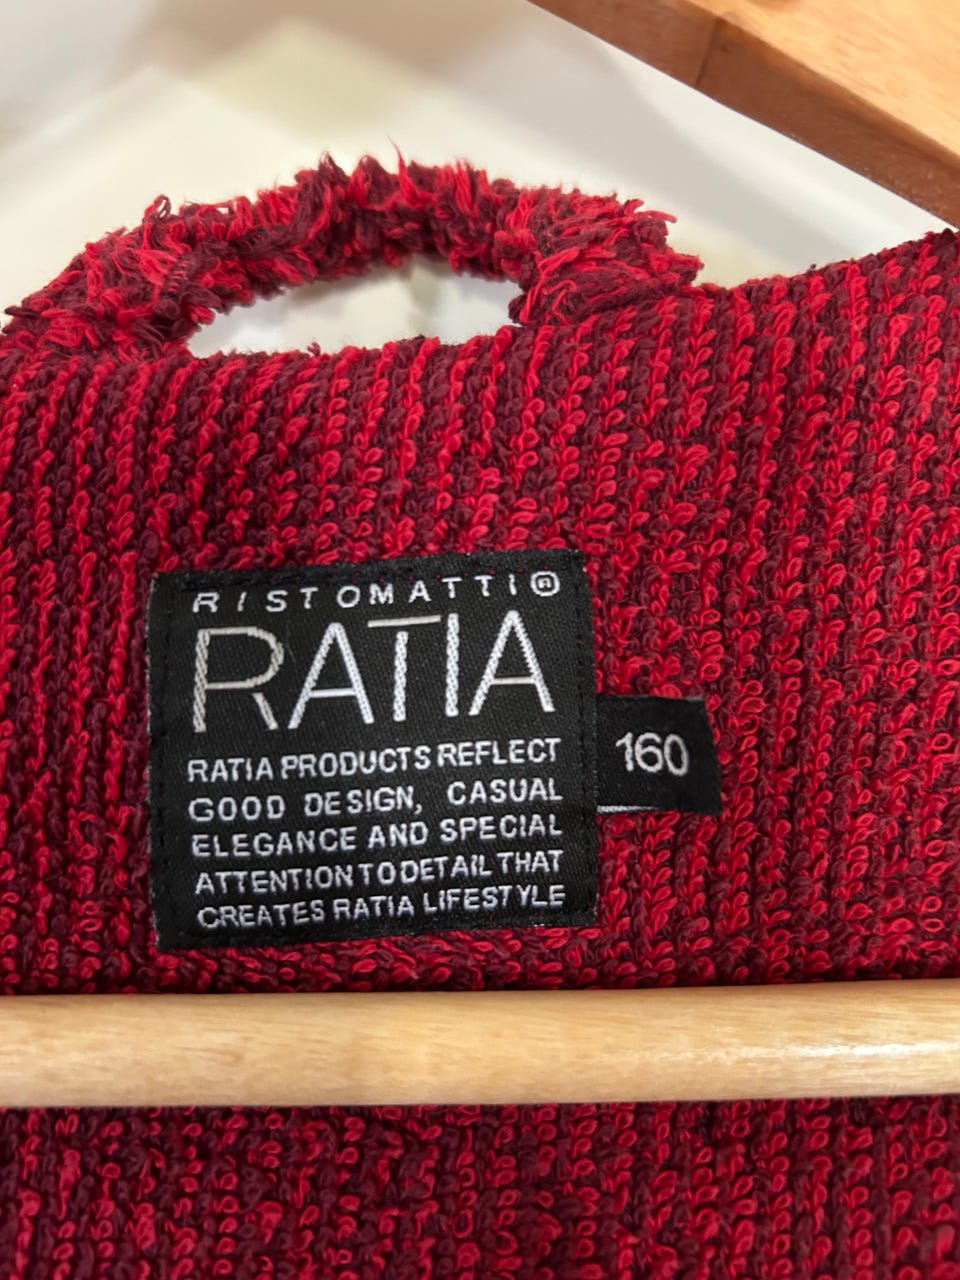 RISTOMATTI®
RATIA
RATIA PRODUCTS REFLECT
GOOD DESIGN, CASUAL
ELEGANCE AND SPECIAL
ATTENTION TO DETAIL THAT
CREATES RATIA LIFESTYLE
160